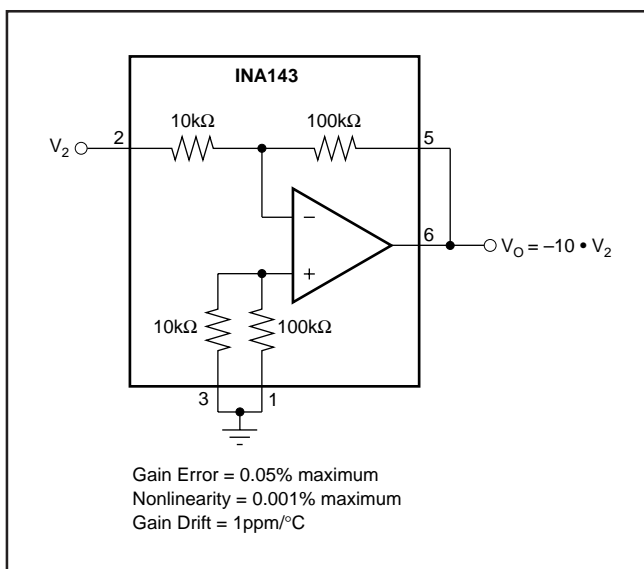 INA143
10kΩ
100kΩ
V2
2
5
−
+
6
VO = –10 • V2
10kΩ
100kΩ
3
1
Gain Error = 0.05% maximum
Nonlinearity = 0.001% maximum
Gain Drift = 1ppm/°C